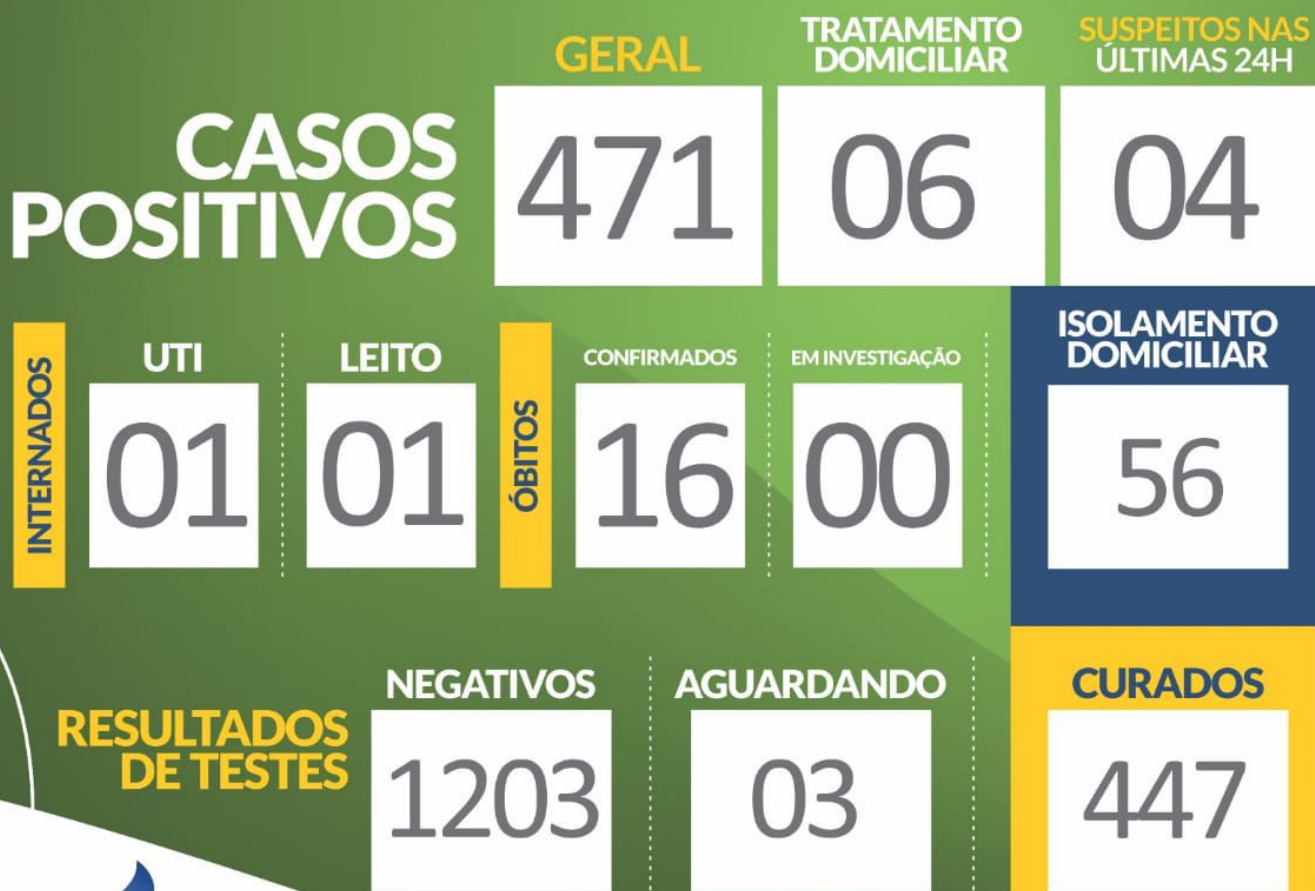 GERAL
TRATAMENTO
DOMICILIAR
SUSPEITOS NAS
ÚLTIMAS 24H
CASOS
POSITIVOS
471
06
04
INTERNADOS
UTI
01
LEITO
01
ÓBITOS
CONFIRMADOS
16
EM INVESTIGAÇÃO
00
ISOLAMENTO
DOMICILIAR
56
RESULTADOS
DE TESTES
NEGATIVOS
1203
AGUARDANDO
03
CURADOS
447